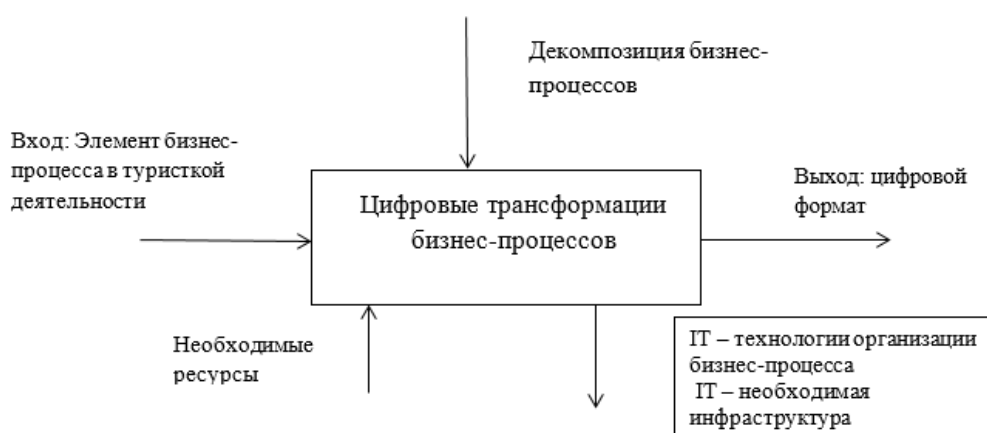 Декомпозиция бизнес-
процессов
Вход: Элемент бизнес-
процесса в туристкой
деятельности
Цифровые трансформации
бизнес-процессов
Выход: цифровой
формат
Необходимые
ресурсы
IT – технологии организации
бизнес-процесса
IT – необходимая
инфраструктура